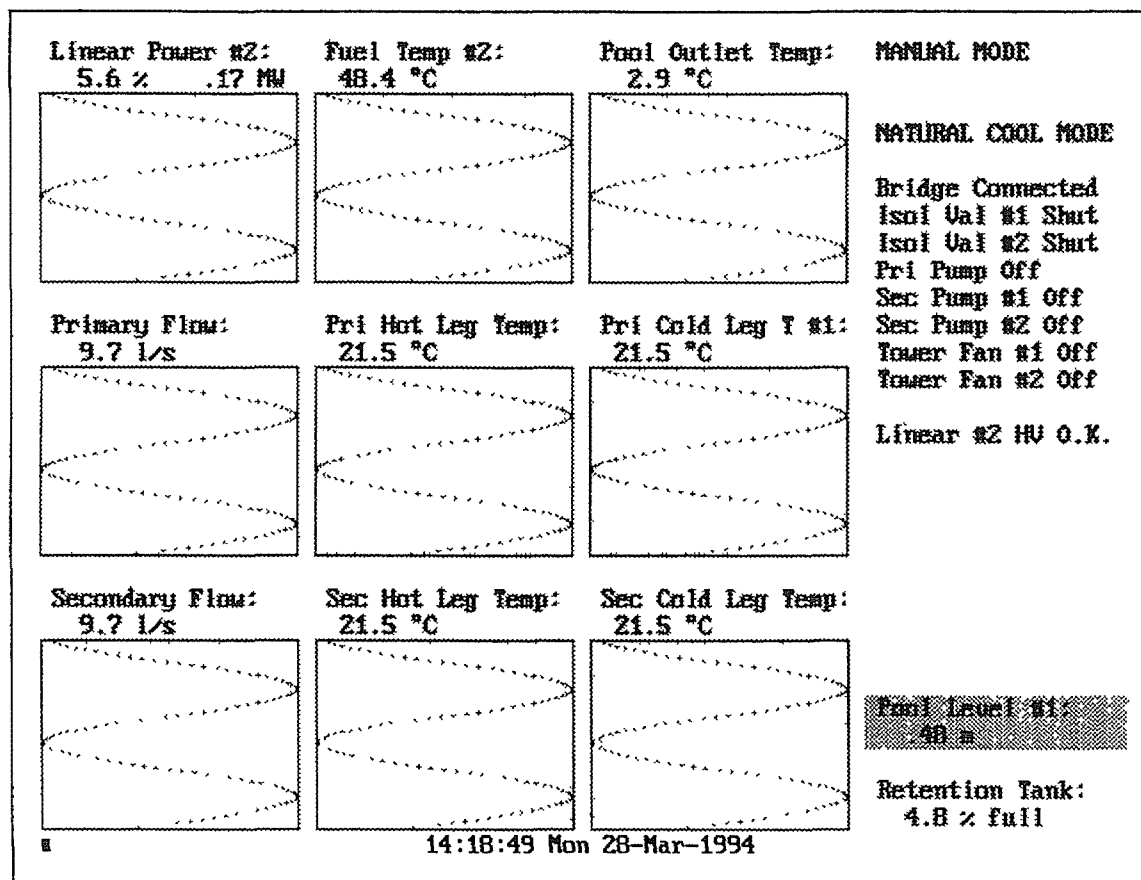 Linear Power #2:
5.6 % .17 MW
Fuel Temp #2:
48.4 °C
Pool Outlet Temp:
2.9 °C
Primary Flow:
9.7 l/s
Pri Hot Leg Temp:
21.5 °C
Pri Cold Leg T #1:
21.5 °C
Secondary Flow:
9.7 l/s
Sec Hot Leg Temp:
21.5 °C
Sec Cold Leg Temp:
21.5 °C
MANUAL MODE
NATURAL COOL MODE
Bridge Connected
Isol Val #1 Shut
Isol Val #2 Shut
Pri Pump Off
Sec Pump #1 Off
Sec Pump #2 Off
Tower Fan #1 Off
Tower Fan #2 Off
Linear #2 HV O.K.
Pool Level #1:
.48 m
Retention Tank:
4.8 % full
14:18:49 Mon 28-Mar-1994